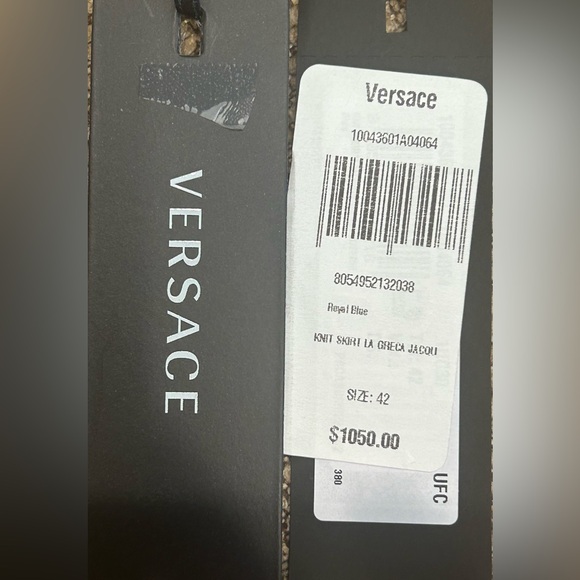 VERSACE
Versace
10043601A04064
8054952132038
Royal Blue
KNIT SKIRT LA GRECA JACQU
SIZE: 42
$1050.00
UFC
380